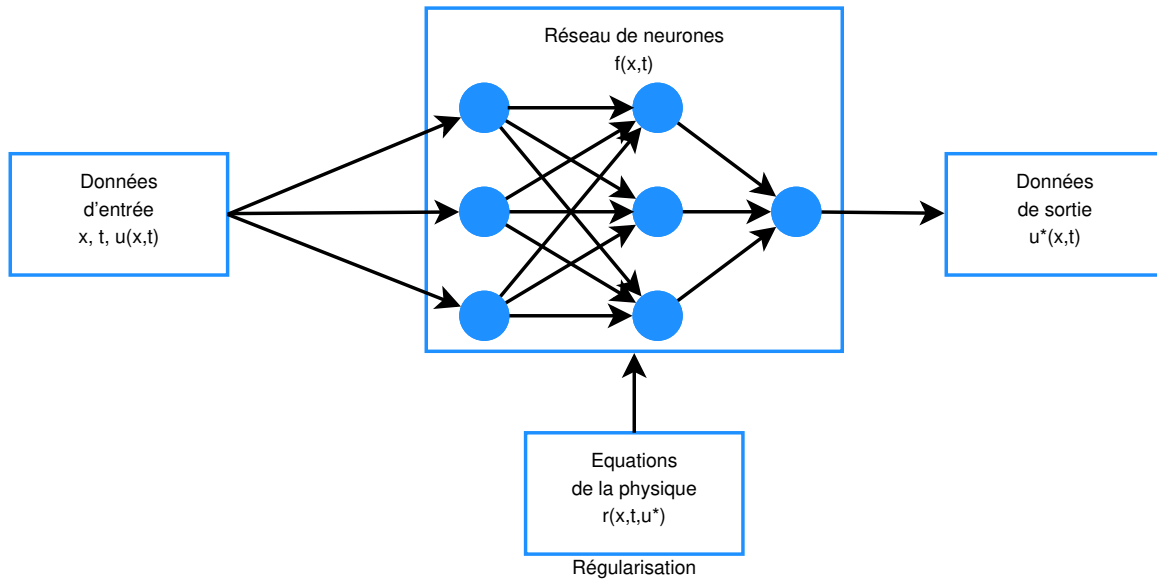 Réseau de neurones
f(x,t)
Données
d'entrée
x, t, u(x,t)
Données
de sortie
u*(x,t)
Equations
de la physique
r(x,t,u*)
Régularisation